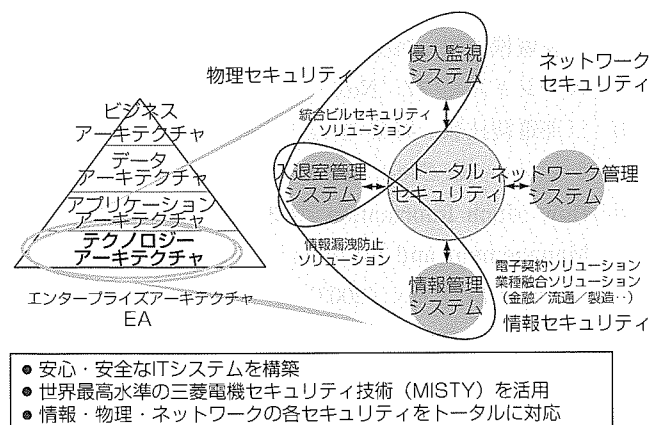 物理セキュリティ
侵入監視
システム
ネットワーク
セキュリティ
統合ビルセキュリティ
ソリューション
ビジネス
アーキテクチャ
データ
アーキテクチャ
アプリケーション
アーキテクチャ
テクノロジー
アーキテクチャ
エンタープライズアーキテクチャ
EA
入退室管理
システム
トータル
セキュリティ
ネットワーク管理
システム
情報漏洩防止
ソリューション
情報管理
システム
電子契約ソリューション
業種融合ソリューション
(金融/流通/製造‥)
情報セキュリティ
● 安心・安全なITシステムを構築
● 世界最高水準の三菱電機セキュリティ技術(MISTY)を活用
● 情報・物理・ネットワークの各セキュリティをトータルに対応